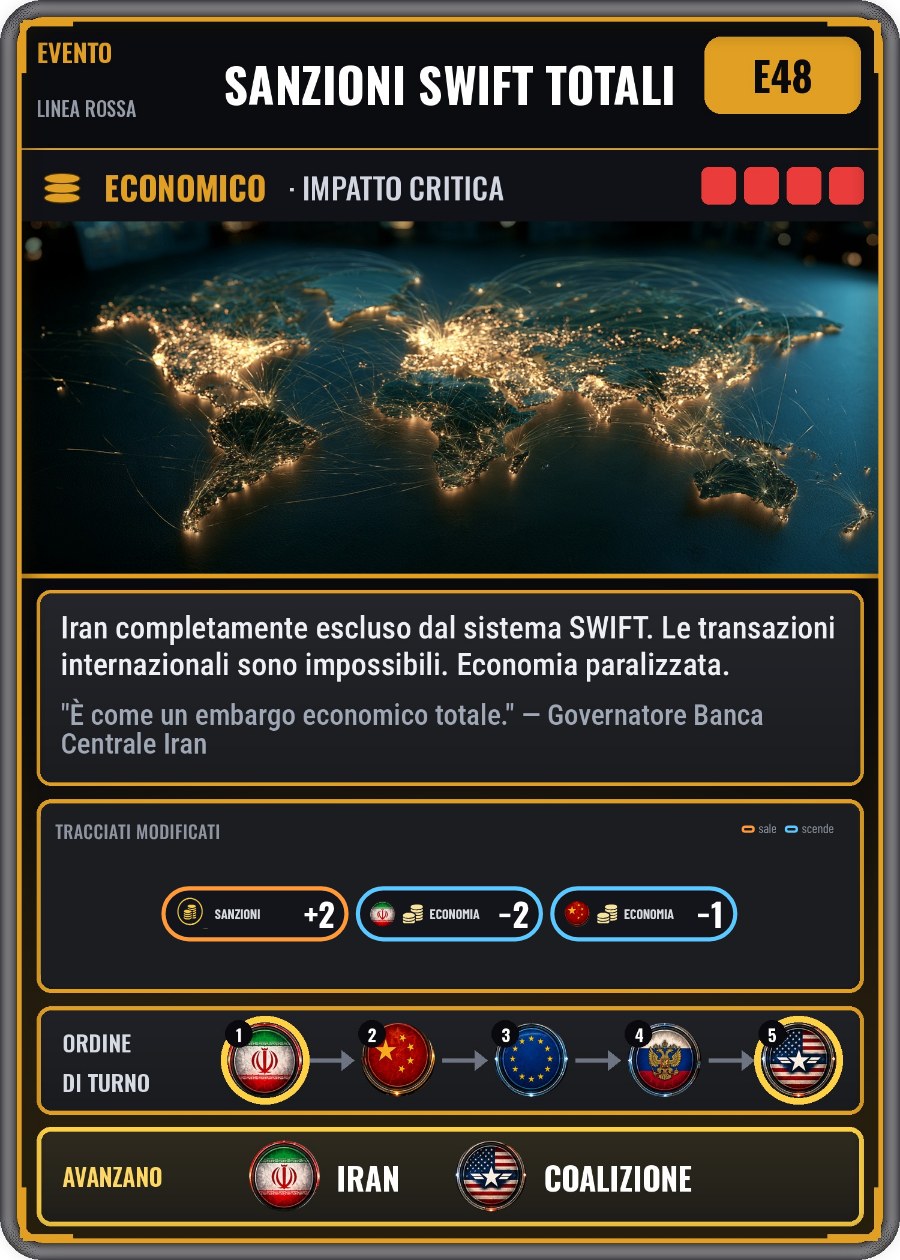 EVENTO
LINEA ROSSA
SANZIONI SWIFT TOTALI
E48
ECONOMICO · IMPATTO CRITICA
Iran completamente escluso dal sistema SWIFT. Le transazioni
internazionali sono impossibili. Economia paralizzata.
"È come un embargo economico totale." — Governatore Banca
Centrale Iran
TRACCIATI MODIFICATI
sale scende
SANZIONI +2 ECONOMIA -2 ECONOMIA -1
ORDINE
DI TURNO
1 2 3 4 5
AVANZANO IRAN COALIZIONE